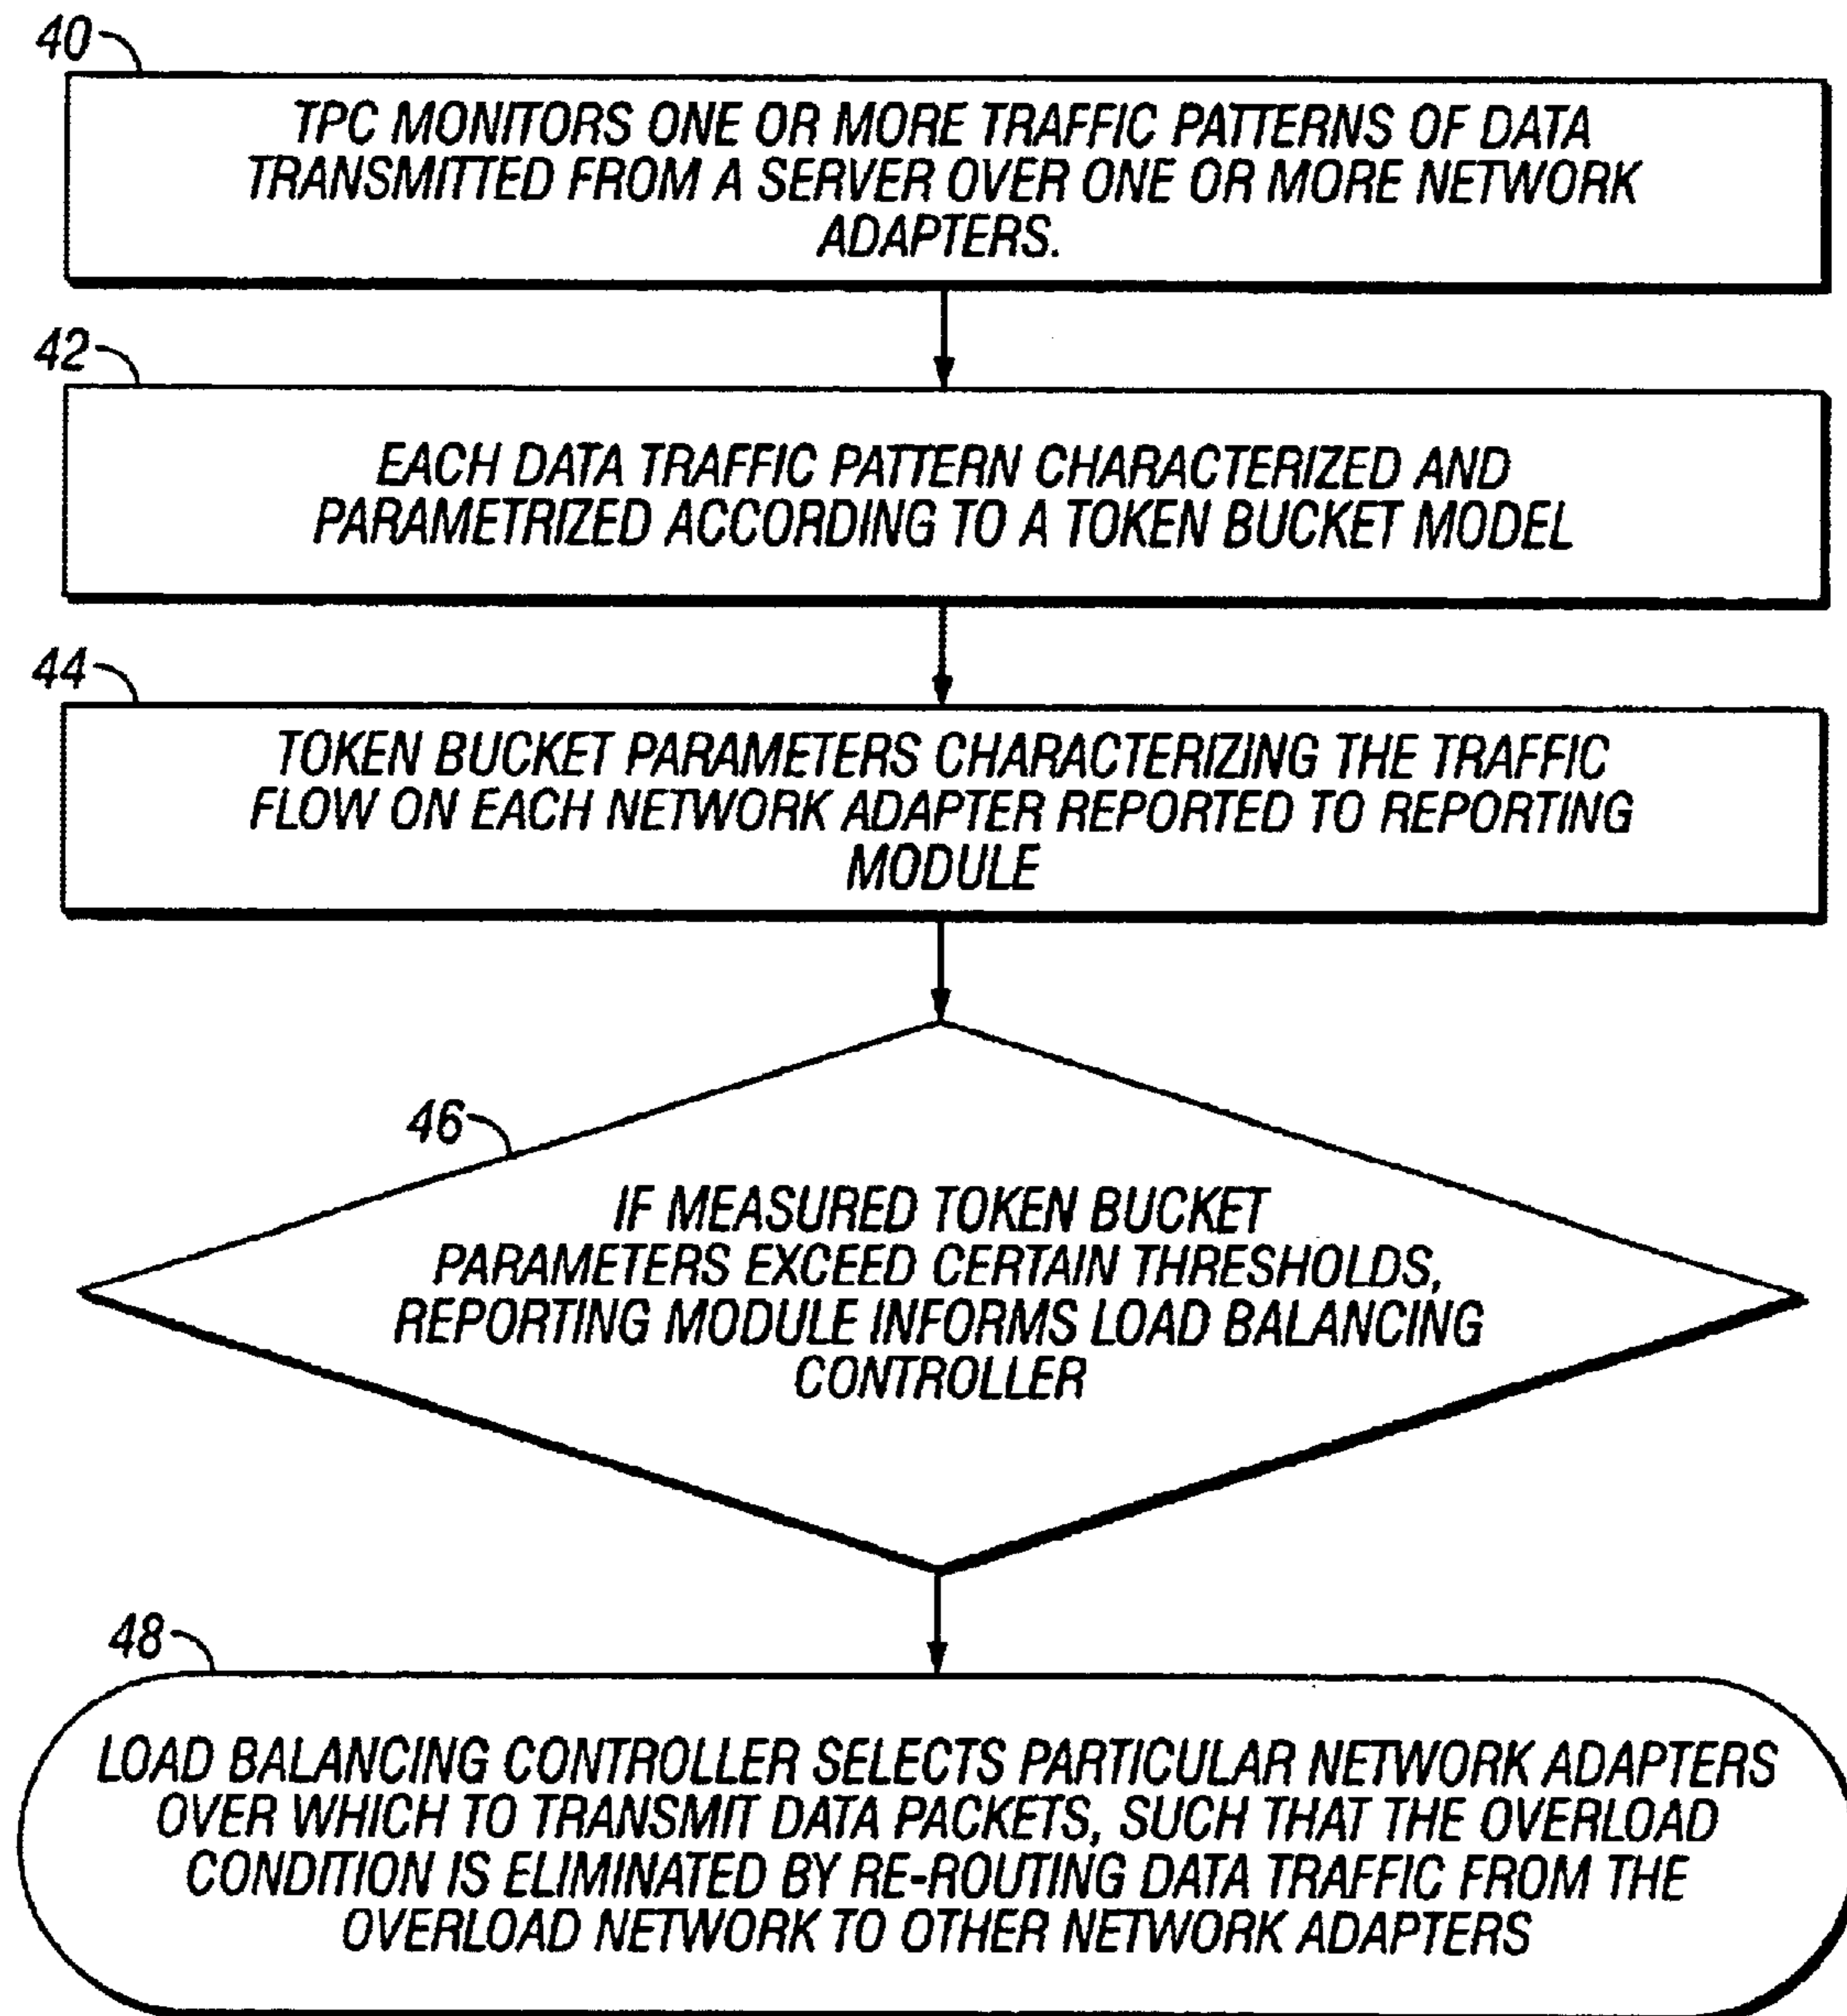 40
TPC MONITORS ONE OR MORE TRAFFIC PATTERNS OF DATA
TRANSMITTED FROM A SERVER OVER ONE OR MORE NETWORK
ADAPTERS.
42
EACH DATA TRAFFIC PATTERN CHARACTERIZED AND
PARAMETRIZED ACCORDING TO A TOKEN BUCKET MODEL
44
TOKEN BUCKET PARAMETERS CHARACTERIZING THE TRAFFIC
FLOW ON EACH NETWORK ADAPTER REPORTED TO REPORTING
MODULE
46
IF MEASURED TOKEN BUCKET
PARAMETERS EXCEED CERTAIN THRESHOLDS,
REPORTING MODULE INFORMS LOAD BALANCING
CONTROLLER
48
LOAD BALANCING CONTROLLER SELECTS PARTICULAR NETWORK ADAPTERS
OVER WHICH TO TRANSMIT DATA PACKETS, SUCH THAT THE OVERLOAD
CONDITION IS ELIMINATED BY RE-ROUTING DATA TRAFFIC FROM THE
OVERLOAD NETWORK TO OTHER NETWORK ADAPTERS